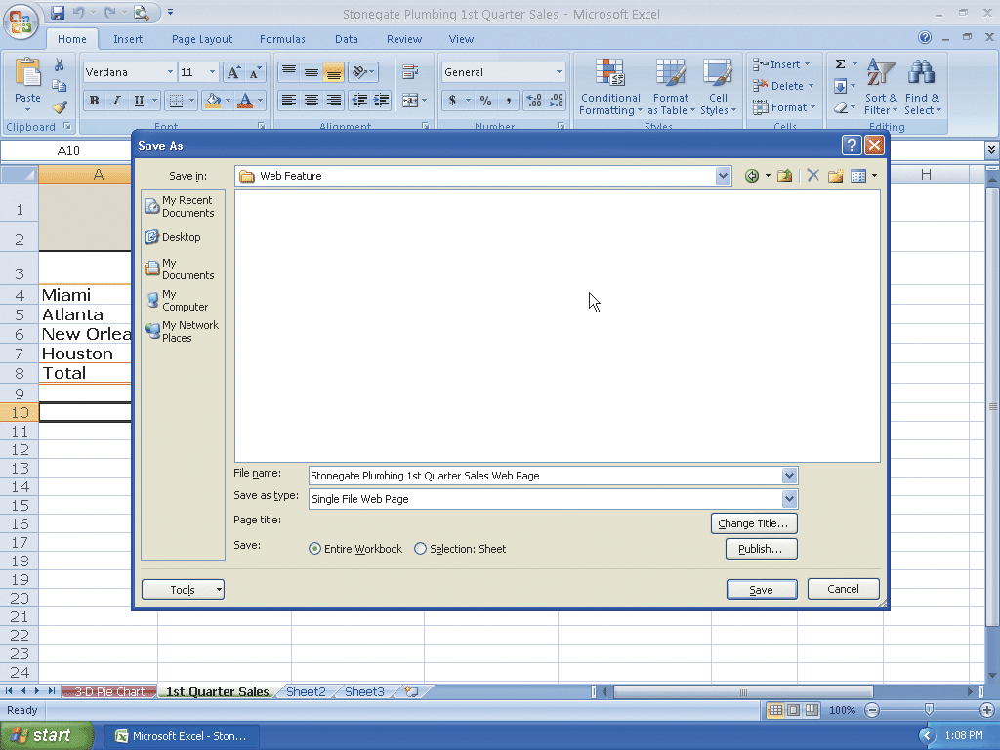 Stonegate Plumbing 1st Quarter Sales - Microsoft Excel
Home Insert Page Layout Formulas Data Review View
Paste
Verdana 11
B I U
General
$ % ,
Conditional Formatting
Format as Table
Cell Styles
Insert
Delete
Format
Σ
Sort & Filter
Find & Select
Clipboard Font Alignment Number Styles Cells Editing
A10
A H
1
2
3
4 Miami
5 Atlanta
6 New Orlea
7 Houston
8 Total
9
10
11
12
13
14
15
16
17
18
19
20
21
22
23
24
Save As
Save in: Web Feature
My Recent Documents
Desktop
My Documents
My Computer
My Network Places
File name: Stonegate Plumbing 1st Quarter Sales Web Page
Save as type: Single File Web Page
Page title: Change Title...
Save: Entire Workbook Selection: Sheet Publish...
Tools Save Cancel
3-D Pie Chart 1st Quarter Sales Sheet2 Sheet3
Ready 100%
start Microsoft Excel - Ston... 1:08 PM